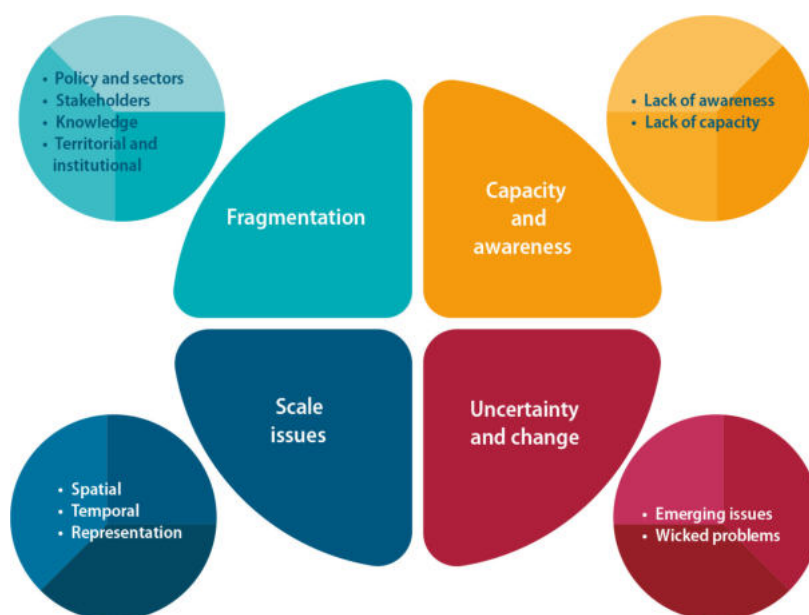 • Policy and sectors
• Stakeholders
• Knowledge
• Territorial and
institutional
Fragmentation
Capacity
and
awareness
• Lack of awareness
• Lack of capacity
Scale
issues
• Spatial
• Temporal
• Representation
Uncertainty
and change
• Emerging issues
• Wicked problems